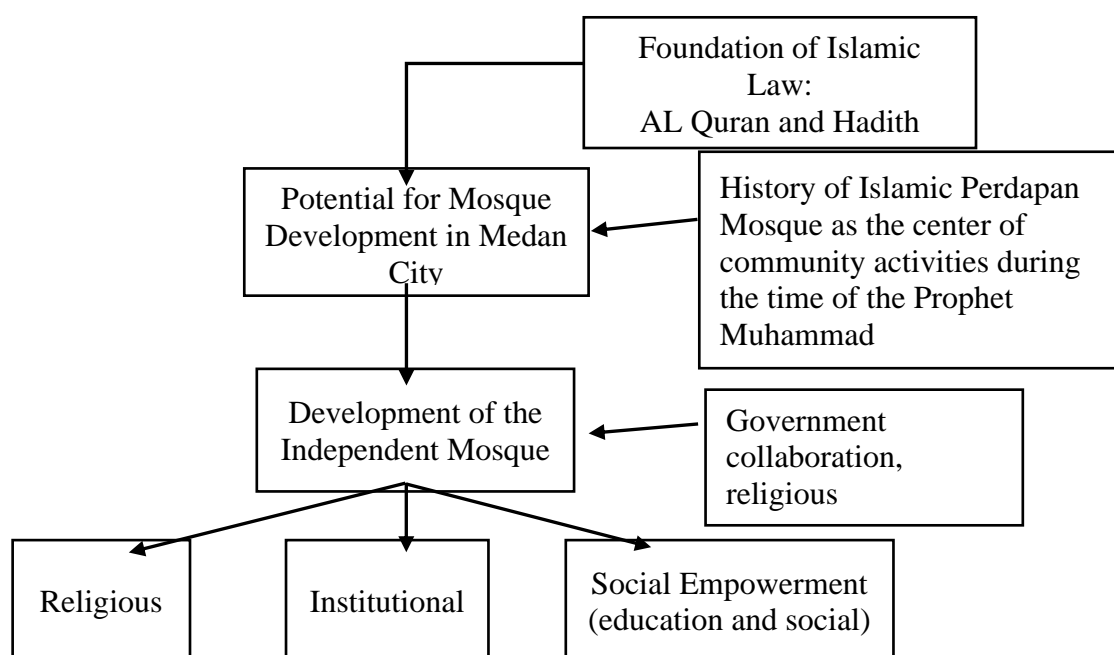 Foundation of Islamic
Law:
AL Quran and Hadith
Potential for Mosque
Development in Medan
City
History of Islamic Perdapan
Mosque as the center of
community activities during
the time of the Prophet
Muhammad
Development of the
Independent Mosque
Government
collaboration,
religious
Religious
Institutional
Social Empowerment
(education and social)